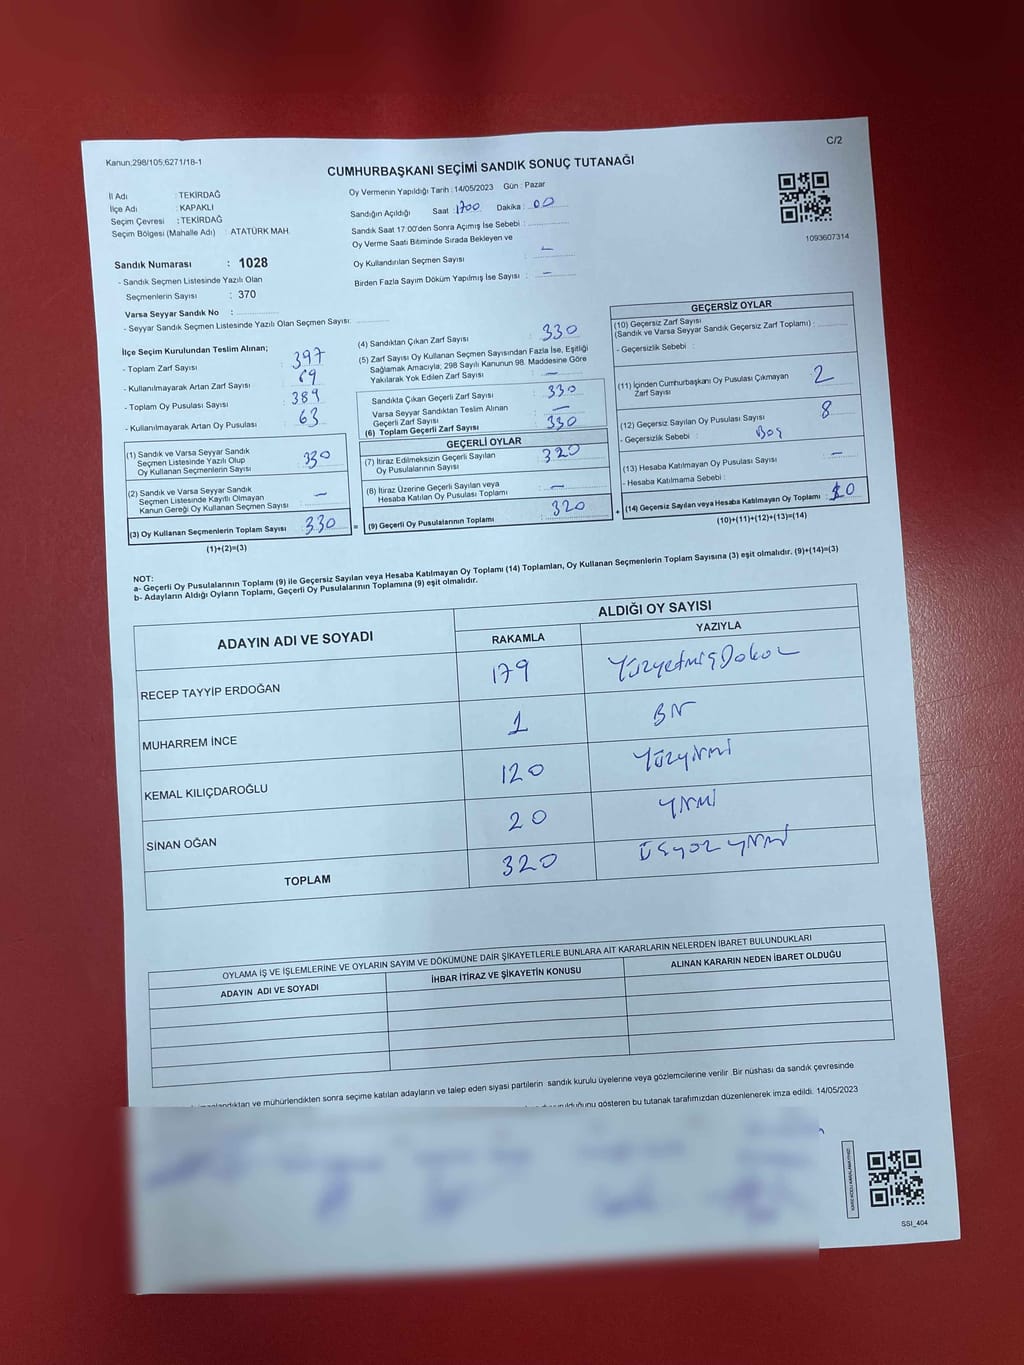 C/2
Kanun:298/105,6271/18-1
CUMHURBAŞKANI SEÇİMİ SANDIK SONUÇ TUTANAĞI
İl Adı : TEKİRDAĞ
İlçe Adı : KAPAKLI
Seçim Çevresi : TEKİRDAĞ
Seçim Bölgesi (Mahalle Adı) : ATATÜRK MAH.
Oy Vermenin Yapıldığı Tarih : 14/05/2023 Gün : Pazar
Sandığın Açıldığı Saat : 1700 Dakika : 00
Sandık Saat 17:00'den Sonra Açılmış İse Sebebi :
Oy Verme Saati Bitiminde Sırada Bekleyen ve
Oy Kullandırılan Seçmen Sayısı : –
Birden Fazla Sayım Döküm Yapılmış İse Sayısı : –
1093607314
Sandık Numarası : 1028
- Sandık Seçmen Listesinde Yazılı Olan
Seçmenlerin Sayısı : 370
Varsa Seyyar Sandık No :
- Seyyar Sandık Seçmen Listesinde Yazılı Olan Seçmen Sayısı:
İlçe Seçim Kurulundan Teslim Alınan;
- Toplam Zarf Sayısı : 397
- Kullanılmayarak Artan Zarf Sayısı : 69
- Toplam Oy Pusulası Sayısı : 389
- Kullanılmayarak Artan Oy Pusulası : 63
(1) Sandık ve Varsa Seyyar Sandık
Seçmen Listesinde Yazılı Olup
Oy Kullanan Seçmenlerin Sayısı : 330
(2) Sandık ve Varsa Seyyar Sandık
Seçmen Listesinde Kayıtlı Olmayan
Kanun Gereği Oy Kullanan Seçmen Sayısı : –
(3) Oy Kullanan Seçmenlerin Toplam Sayısı : 330
(1)+(2)=(3)
(4) Sandıktan Çıkan Zarf Sayısı : 330
(5) Zarf Sayısı Oy Kullanan Seçmen Sayısından Fazla İse, Eşitliği
Sağlamak Amacıyla, 298 Sayılı Kanunun 98. Maddesine Göre
Yakılarak Yok Edilen Zarf Sayısı : –
Sandıkta Çıkan Geçerli Zarf Sayısı : 330
Varsa Seyyar Sandıktan Teslim Alınan
Geçerli Zarf Sayısı : –
(6) Toplam Geçerli Zarf Sayısı : 330
GEÇERLİ OYLAR
(7) İtiraz Edilmeksizin Geçerli Sayılan
Oy Pusulalarının Sayısı : 320
(8) İtiraz Üzerine Geçerli Sayılan veya
Hesaba Katılan Oy Pusulası Toplamı : –
= (9) Geçerli Oy Pusulalarının Toplamı : 320
GEÇERSİZ OYLAR
(10) Geçersiz Zarf Sayısı
(Sandık ve Varsa Seyyar Sandık Geçersiz Zarf Toplamı) :
- Geçersizlik Sebebi :
(11) İçinden Cumhurbaşkanı Oy Pusulası Çıkmayan
Zarf Sayısı : 2
(12) Geçersiz Sayılan Oy Pusulası Sayısı : 8
- Geçersizlik Sebebi : Boş
(13) Hesaba Katılmayan Oy Pusulası Sayısı : –
- Hesaba Katılmama Sebebi :
+ (14) Geçersiz Sayılan veya Hesaba Katılmayan Oy Toplamı : 10
(10)+(11)+(12)+(13)=(14)
NOT:
a- Geçerli Oy Pusulalarının Toplamı (9) ile Geçersiz Sayılan veya Hesaba Katılmayan Oy Toplamı (14) Toplamları, Oy Kullanan Seçmenlerin Toplam Sayısına (3) eşit olmalıdır. (9)+(14)=(3)
b- Adayların Aldığı Oyların Toplamı, Geçerli Oy Pusulalarının Toplamına (9) eşit olmalıdır.
ADAYIN ADI VE SOYADI
ALDIĞI OY SAYISI
RAKAMLA
YAZIYLA
RECEP TAYYİP ERDOĞAN 179 YüzyetmişDokuz
MUHARREM İNCE 1 Bir
KEMAL KILIÇDAROĞLU 120 Yüzyirmi
SİNAN OĞAN 20 yirmi
TOPLAM 320 Üçyüz yirmi
OYLAMA İŞ VE İŞLEMLERİNE VE OYLARIN SAYIM VE DÖKÜMÜNE DAİR ŞİKAYETLERLE BUNLARA AİT KARARLARIN NELERDEN İBARET BULUNDUKLARI
ADAYIN ADI VE SOYADI
İHBAR İTİRAZ VE ŞİKAYETİN KONUSU
ALINAN KARARIN NEDEN İBARET OLDUĞU
ve mühürlendikten sonra seçime katılan adayların ve talep eden siyasi partilerin sandık kurulu üyelerine veya gözlemcilerine verilir .Bir nüshası da sandık çevresinde
gösteren bu tutanak tarafımızdan düzenlenerek imza edildi. 14/05/2023
KARE KODU KARALAMAYINIZ!
SSI_404